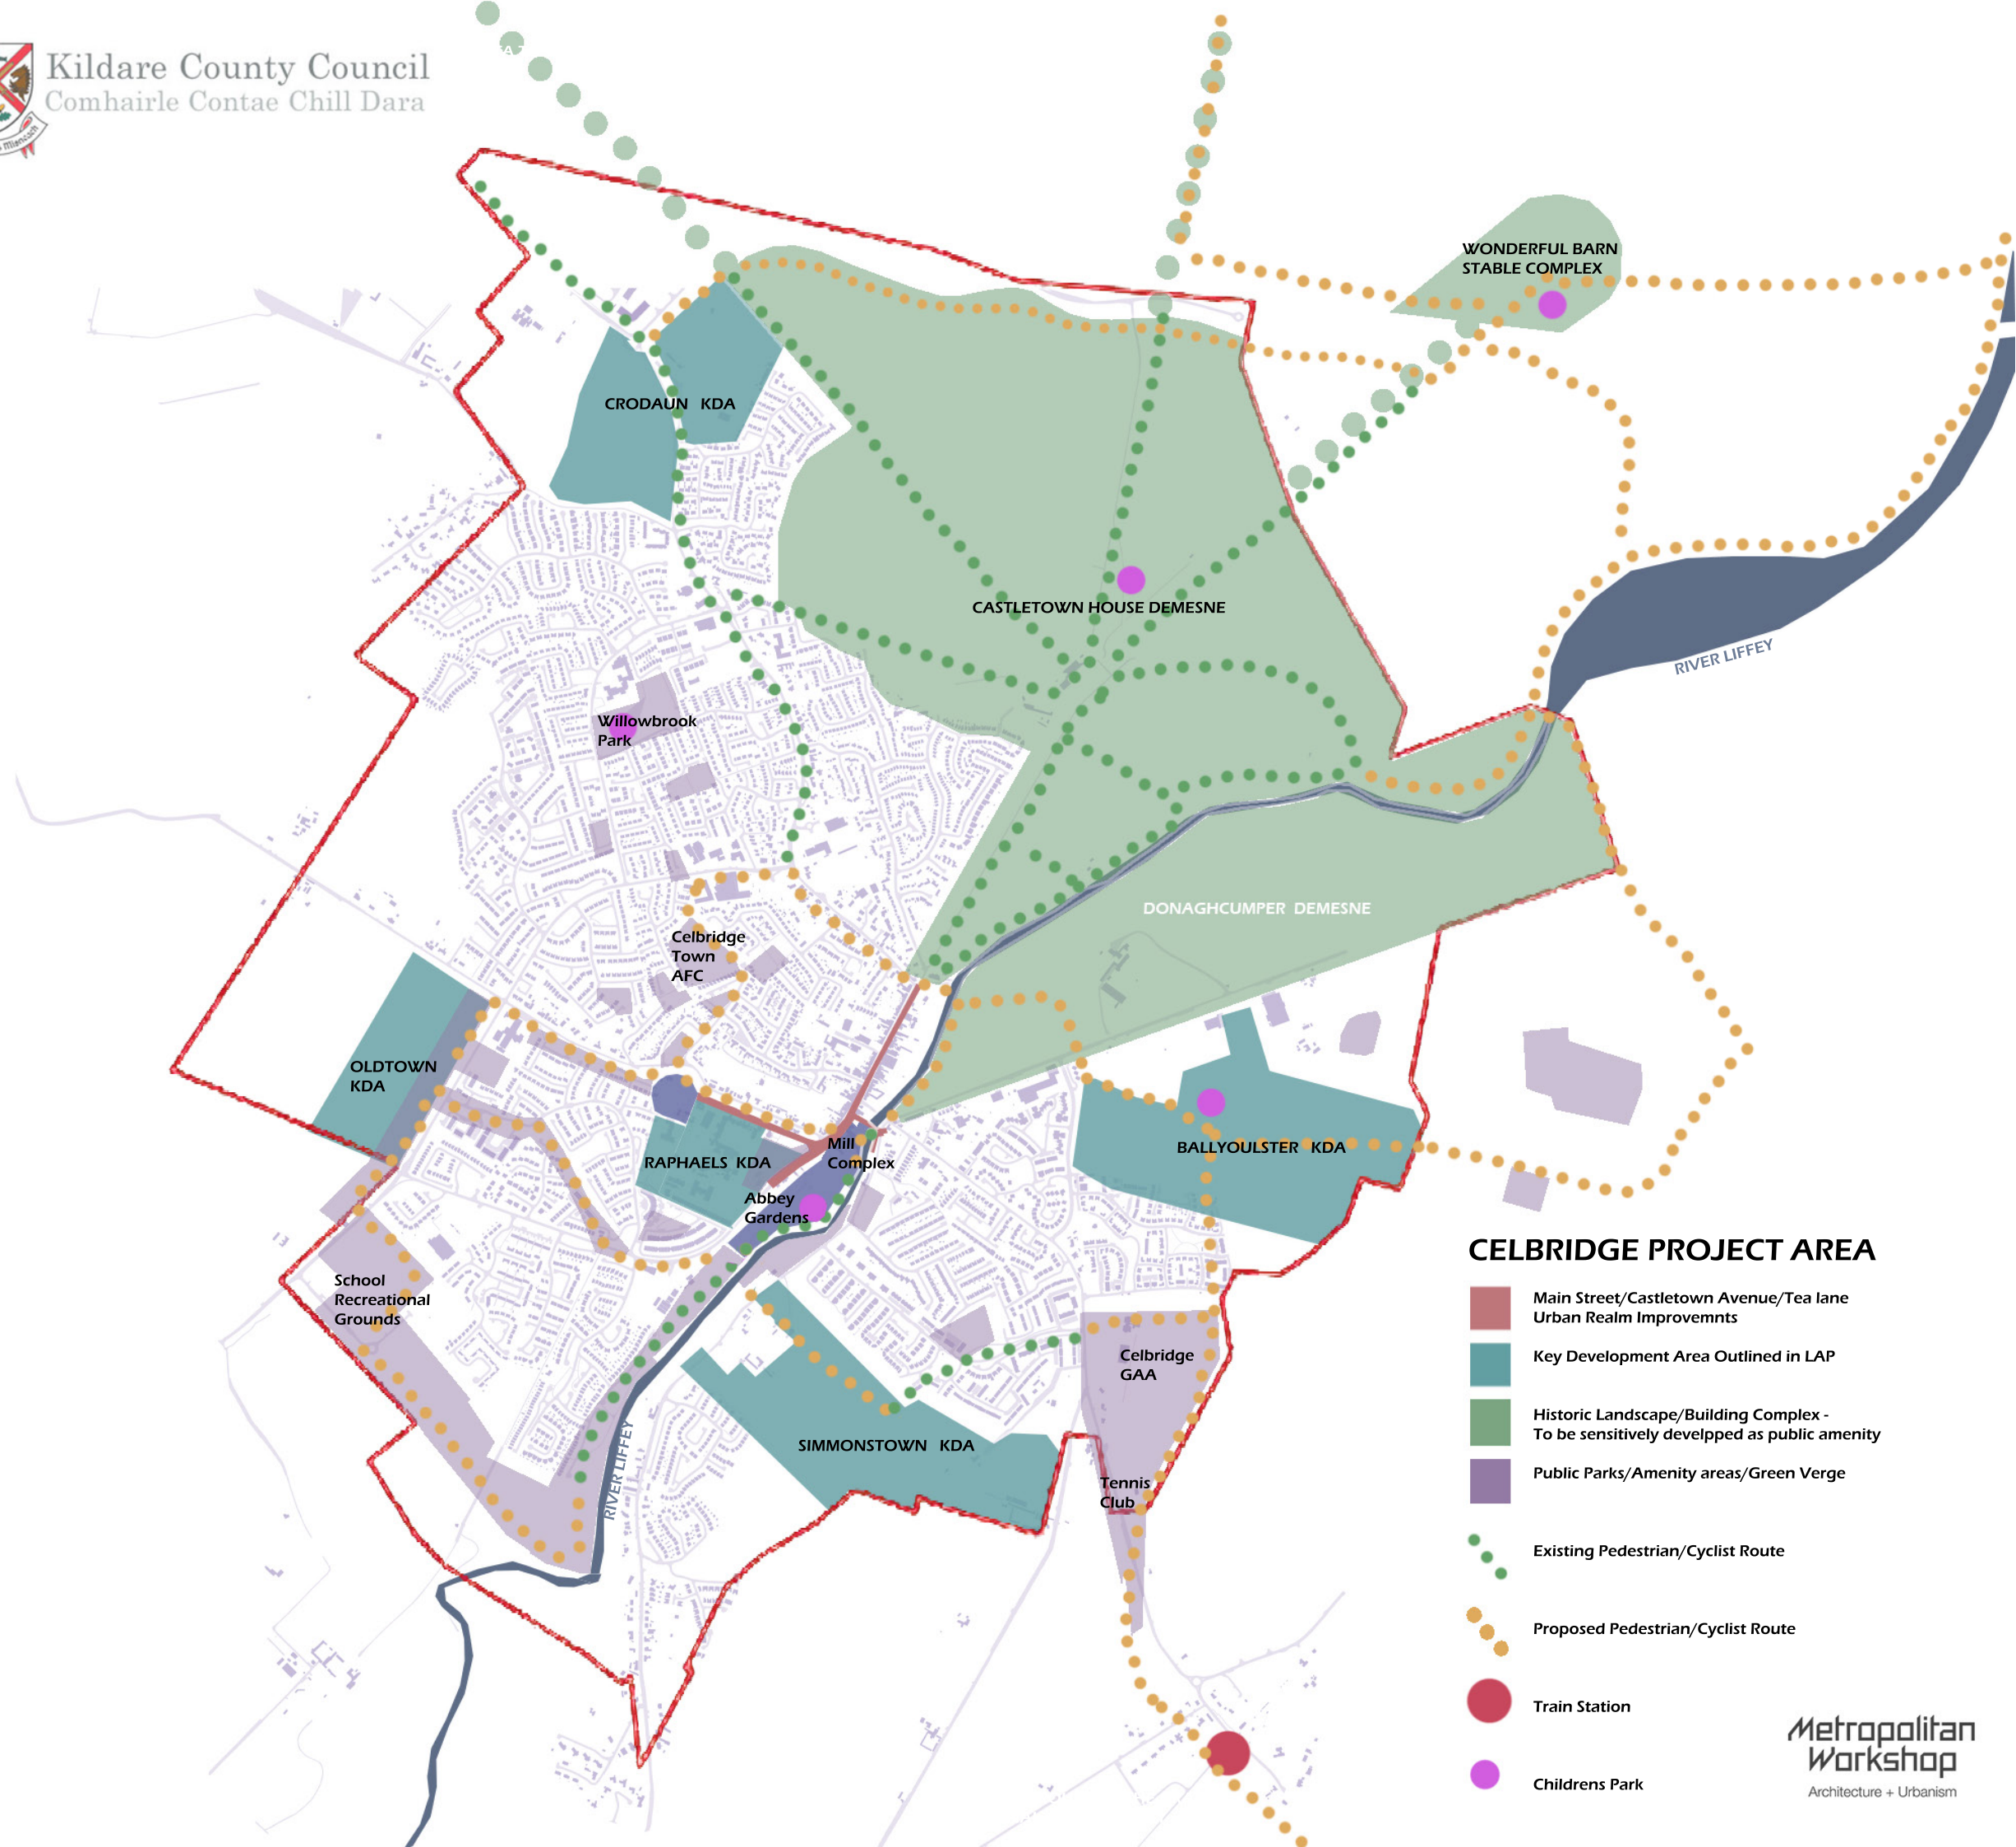 Kildare County Council
Comhairle Contae Chill Dara
WONDERFUL BARN
STABLE COMPLEX
CRODAUN KDA
CASTLETOWN HOUSE DEMESNE
RIVER LIFFEY
Willowbrook
Park
DONAGHCUMPER DEMESNE
Celbridge
Town
AFC
OLDTOWN
KDA
Mill
Complex
RAPHAELS KDA
BALLYOULSTER KDA
Abbey
Gardens
School
Recreational
Grounds
Celbridge
GAA
SIMMONSTOWN KDA
RIVER LIFFEY
Tennis
Club
CELBRIDGE PROJECT AREA
Main Street/Castletown Avenue/Tea lane
Urban Realm Improvemnts
Key Development Area Outlined in LAP
Historic Landscape/Building Complex -
To be sensitively develpped as public amenity
Public Parks/Amenity areas/Green Verge
Existing Pedestrian/Cyclist Route
Proposed Pedestrian/Cyclist Route
Train Station
Childrens Park
Metropolitan
Workshop
Architecture + Urbanism